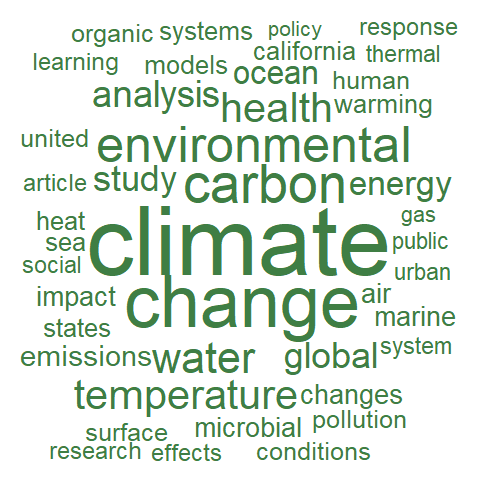 policy response
organic systems
california thermal
learning models ocean human
analysis health warming
united environmental
article study carbon energy
heat climate gas
sea public
social urban
impact change air
states marine
emissions water global system
temperature changes
surface microbial pollution
research effects conditions